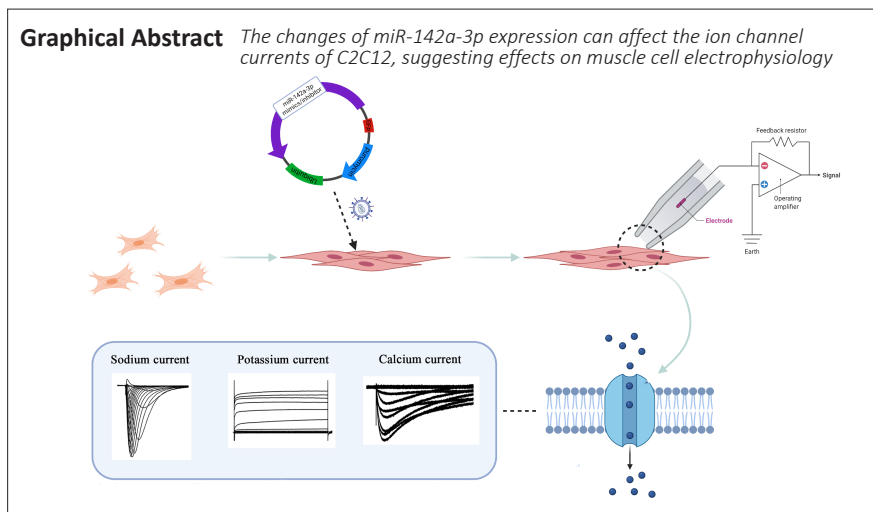 Graphical Abstract
The changes of miR-142a-3p expression can affect the ion channel
currents of C2C12, suggesting effects on muscle cell electrophysiology
miR-142a-3p
mimics/inhibitor
Ubiquitin
Feedback resistor
Signal
Operating
amplifier
Electrode
Earth
Sodium current
Potassium current
Calcium current